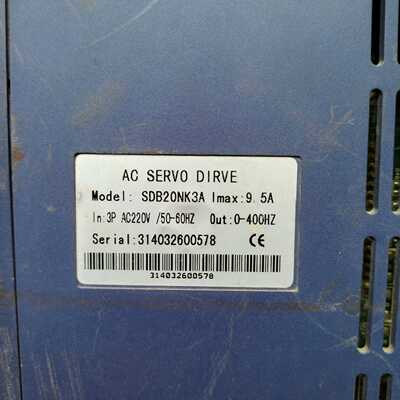 AC SERVO DIRVE
Model: SDB20NK3A Imax:9.5A
In:3P AC220V /50-60HZ Out:0-400HZ
Serial:314032600578 CE
314032600578